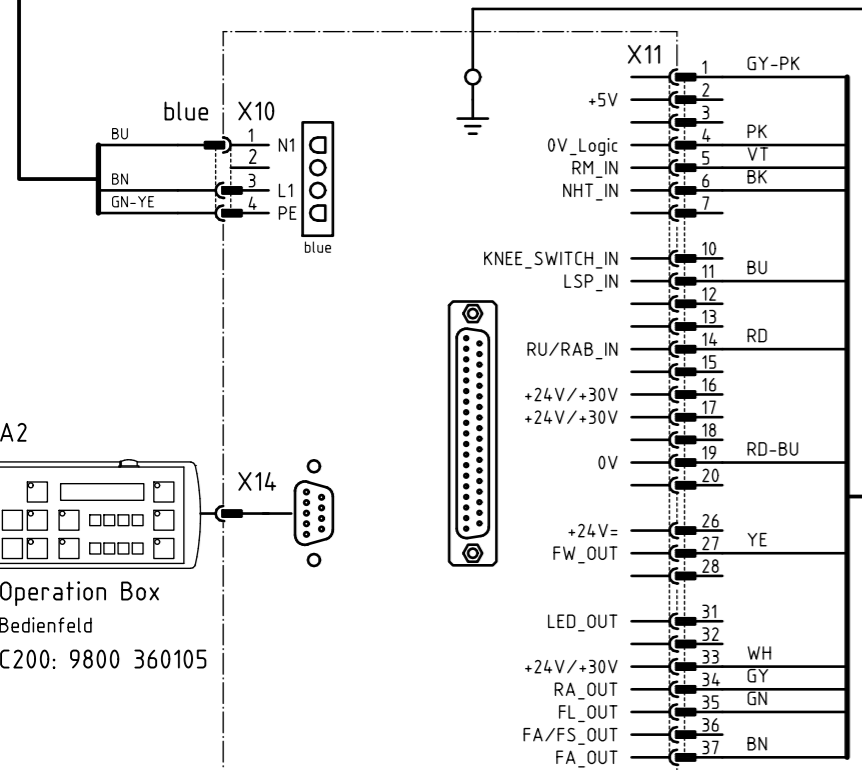 X11
1 GY-PK
+5V 2
3
0V_Logic 4 PK
RM_IN 5 VT
NHT_IN 6 BK
7
KNEE_SWITCH_IN 10
LSP_IN 11 BU
12
13
RU/RAB_IN 14 RD
15
+24V/+30V 16
+24V/+30V 17
18
0V 19 RD-BU
20
+24V= 26
FW_OUT 27 YE
28
LED_OUT 31
32
+24V/+30V 33 WH
RA_OUT 34 GY
FL_OUT 35 GN
FA/FS_OUT 36
FA_OUT 37 BN
blue X10
BU 1 N1
2
BN 3 L1
GN-YE 4 PE
blue
A2
X14
Operation Box
Bedienfeld
C200: 9800 360105